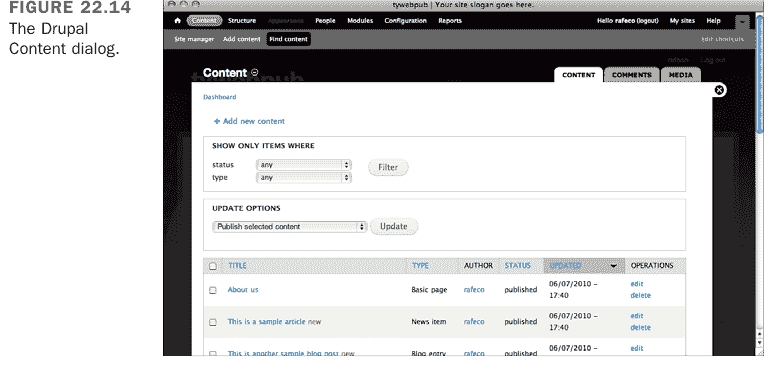 FIGURE 22.14
The Drupal
Content dialog.
tywebpub | Your site slogan goes here.
Content Structure Appearance People Modules Configuration Reports Hello rafeco (logout) My sites Help
Site manager Add content Find content Edit shortcuts
Log out
Content
CONTENT COMMENTS MEDIA
Dashboard
+ Add new content
SHOW ONLY ITEMS WHERE
status any
Filter
type any
UPDATE OPTIONS
Publish selected content Update
TITLE TYPE AUTHOR STATUS UPDATED OPERATIONS
About us Basic page rafeco published 06/07/2010 – 17:40 edit delete
This is a sample article new News item rafeco published 06/07/2010 – 17:40 edit delete
This is another sample blog post new Blog entry rafeco published 06/07/2010 – edit